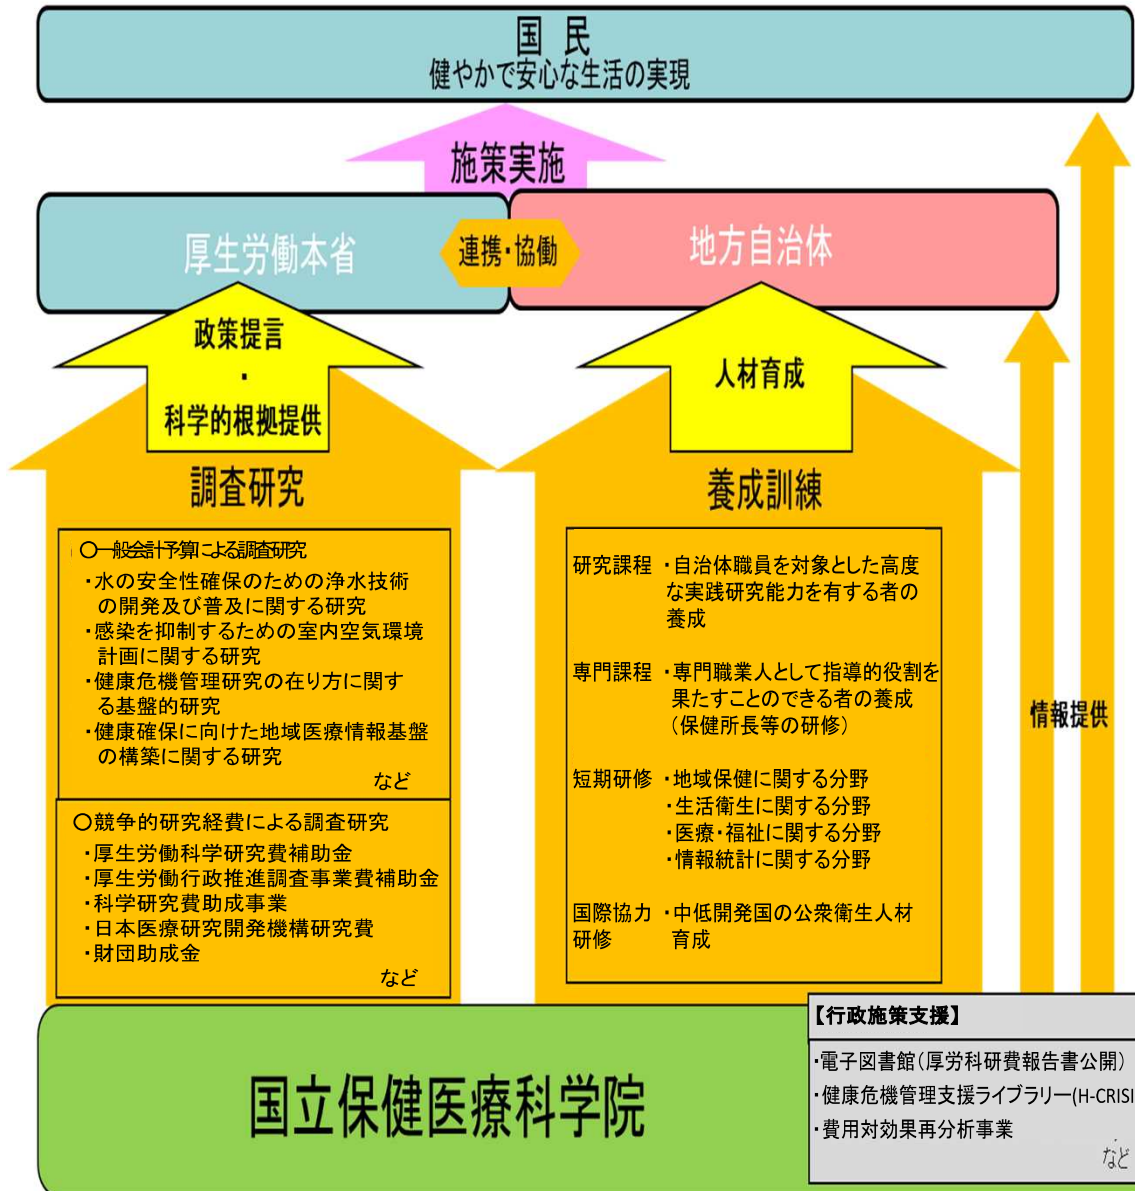 国 民
健やかで安心な生活の実現
施策実施
厚生労働本省
連携・協働
地方自治体
政策提言
・
科学的根拠提供
人材育成
調査研究
〇一般会計予算による調査研究
・水の安全性確保のための浄水技術
の開発及び普及に関する研究
・感染を抑制するための室内空気環境
計画に関する研究
・健康危機管理研究の在り方に関す
る基盤的研究
・健康確保に向けた地域医療情報基盤
の構築に関する研究
など
〇競争的研究経費による調査研究
・厚生労働科学研究費補助金
・厚生労働行政推進調査事業費補助金
・科学研究費助成事業
・日本医療研究開発機構研究費
・財団助成金
など
養成訓練
研究課程 ・自治体職員を対象とした高度
な実践研究能力を有する者の
養成
専門課程 ・専門職業人として指導的役割を
果たすことのできる者の養成
（保健所長等の研修）
短期研修 ・地域保健に関する分野
・生活衛生に関する分野
・医療・福祉に関する分野
・情報統計に関する分野
国際協力 ・中低開発国の公衆衛生人材
研修 育成
情報提供
国立保健医療科学院
【行政施策支援】
・電子図書館（厚労科研費報告書公開）
・健康危機管理支援ライブラリー(H-CRISI
・費用対効果再分析事業
など